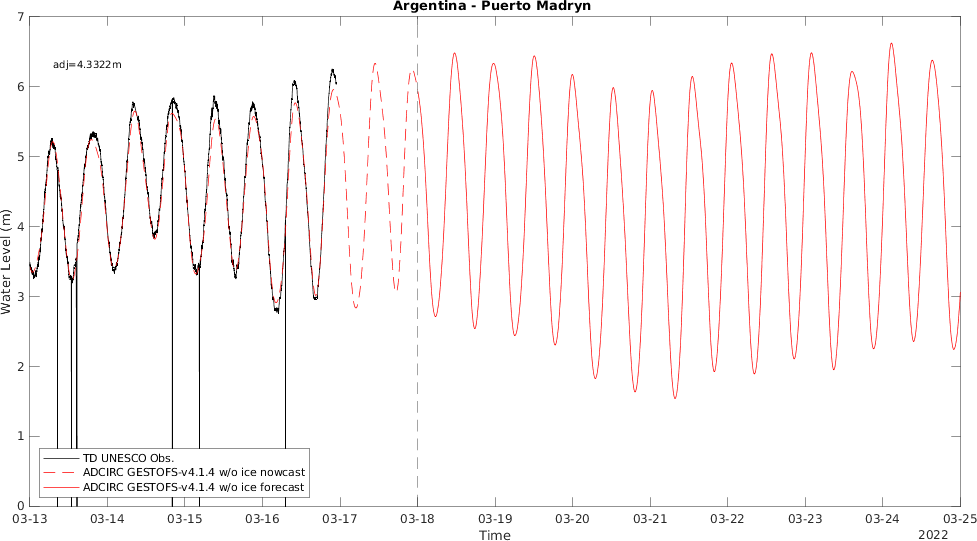 Argentina - Puerto Madryn
7
6
5
4
3
2
1
0
Water Level (m)
adj=4.3322m
TD UNESCO Obs.
ADCIRC GESTOFS-v4.1.4 w/o ice nowcast
ADCIRC GESTOFS-v4.1.4 w/o ice forecast
03-13 03-14 03-15 03-16 03-17 03-18 03-19 03-20 03-21 03-22 03-23 03-24 03-25
Time
2022